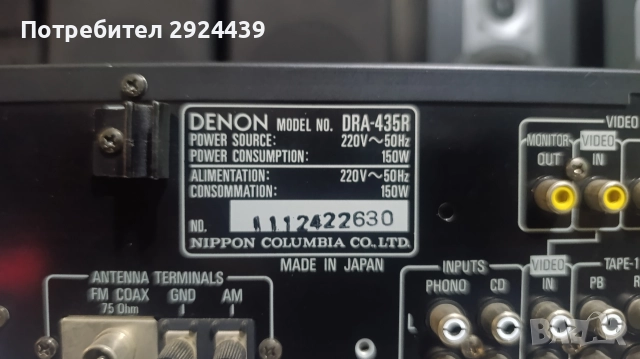 Потребител 2924439
DENON MODEL NO. DRA-435R
POWER SOURCE: 220V~50Hz
POWER CONSUMPTION: 150W
ALIMENTATION: 220V~50Hz
CONSOMMATION: 150W
NO. 1112422630
NIPPON COLUMBIA CO., LTD.
MADE IN JAPAN
ANTENNA TERMINALS
FM COAX GND AM
75 Ohm
VIDEO
MONITOR VIDEO
OUT IN
INPUTS VIDEO TAPE-1
PHONO CD IN PB
bazar